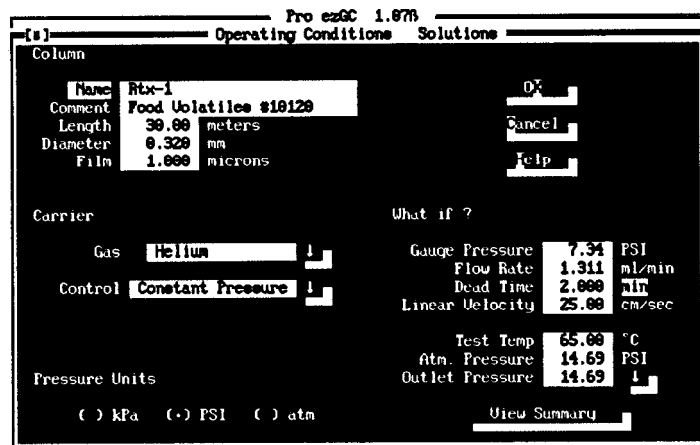 Pro ezGC 1.07B
[■] Operating Conditions Solutions
Column
Name Rtx-1
Comment Food Volatiles #10120
Length 30.00 meters
Diameter 0.320 mm
Film 1.000 microns
OK
Cancel
Help
Carrier
Gas Helium ↓
Control Constant Pressure ↓
Pressure Units
( ) kPa (•) PSI ( ) atm
What if ?
Gauge Pressure 7.34 PSI
Flow Rate 1.311 ml/min
Dead Time 2.000 min
Linear Velocity 25.00 cm/sec
Test Temp 65.00 °C
Atm. Pressure 14.69 PSI
Outlet Pressure 14.69 ↓
View Summary